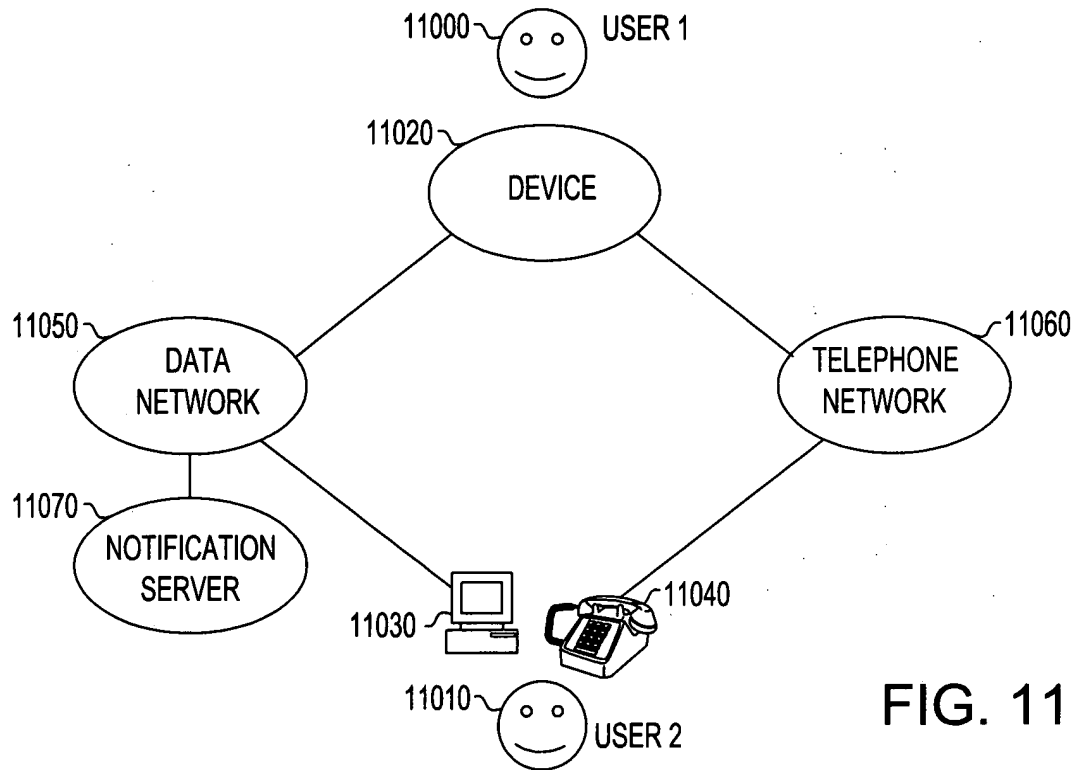 11000
USER 1
11020
DEVICE
11050
DATA
NETWORK
11060
TELEPHONE
NETWORK
11070
NOTIFICATION
SERVER
11030
11040
11010
USER 2
FIG. 11